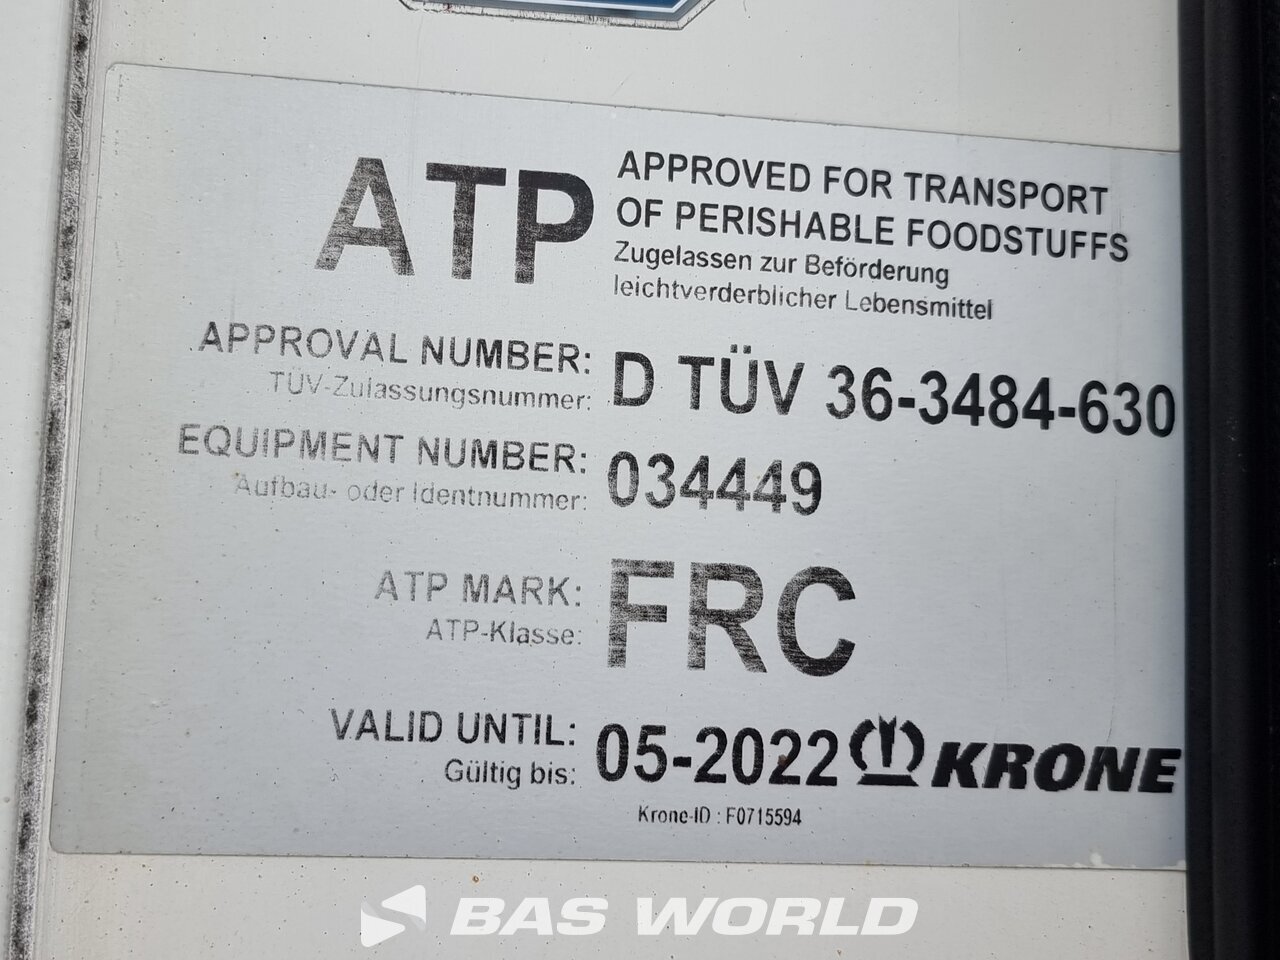 ATP
APPROVED FOR TRANSPORT
OF PERISHABLE FOODSTUFFS
Zugelassen zur Beförderung
leichtverderblicher Lebensmittel
APPROVAL NUMBER: D TÜV 36-3484-630
TÜV-Zulassungsnummer:
EQUIPMENT NUMBER: 034449
Aufbau- oder Identnummer:
ATP MARK: FRC
ATP-Klasse:
VALID UNTIL: 05-2022 KRONE
Gültig bis:
Krone-ID : F0715594
BAS WORLD